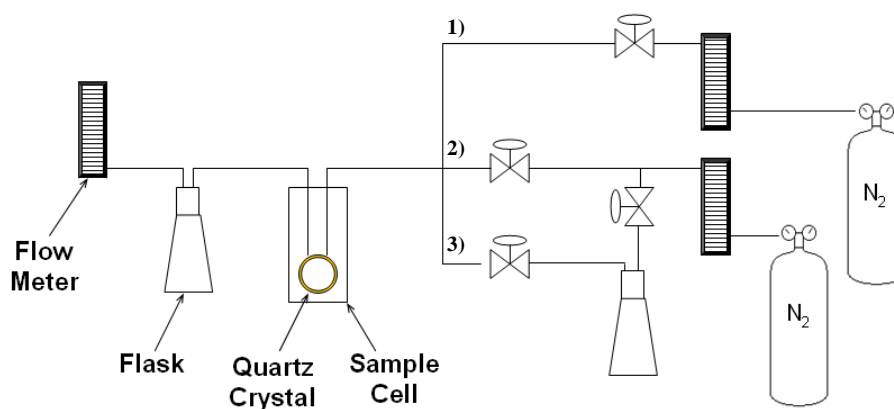 1)
2)
3)
Flow
Meter
Flask
Quartz
Crystal
Sample
Cell
N2
N2